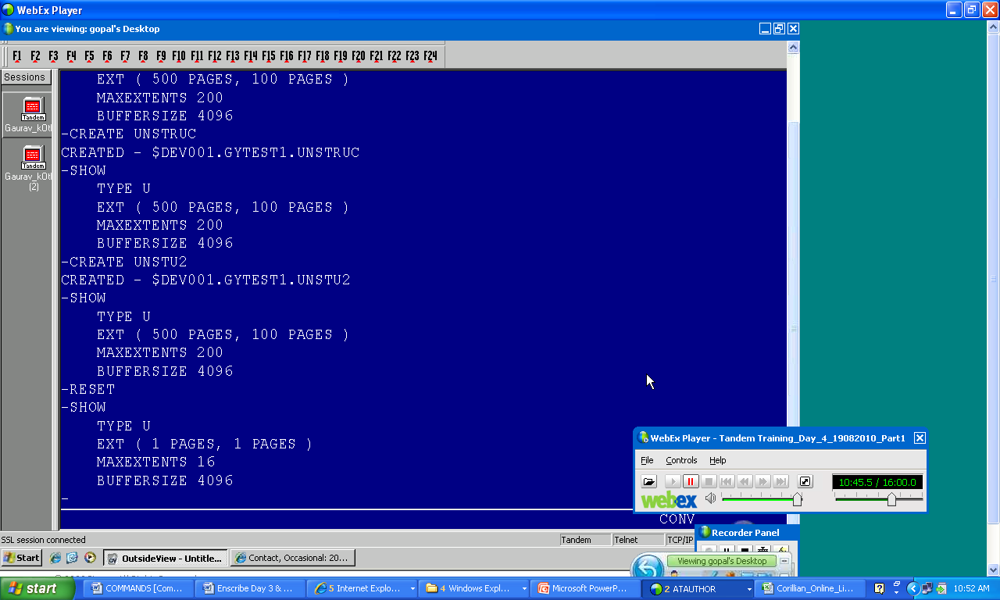 WebEx Player
You are viewing: gopal's Desktop
F1 F2 F3 F4 F5 F6 F7 F8 F9 F10 F11 F12 F13 F14 F15 F16 F17 F18 F19 F20 F21 F22 F23 F24
Sessions
Tandem
Gaurav_kOt
Tandem
Gaurav_kOt
(2)
EXT ( 500 PAGES, 100 PAGES )
MAXEXTENTS 200
BUFFERSIZE 4096
-CREATE UNSTRUC
CREATED - $DEV001.GYTEST1.UNSTRUC
-SHOW
TYPE U
EXT ( 500 PAGES, 100 PAGES )
MAXEXTENTS 200
BUFFERSIZE 4096
-CREATE UNSTU2
CREATED - $DEV001.GYTEST1.UNSTU2
-SHOW
TYPE U
EXT ( 500 PAGES, 100 PAGES )
MAXEXTENTS 200
BUFFERSIZE 4096
-RESET
-SHOW
TYPE U
EXT ( 1 PAGES, 1 PAGES )
MAXEXTENTS 16
BUFFERSIZE 4096
-
CONV
WebEx Player - Tandem Training_Day_4_19082010_Part1
File Controls Help
10:45.5 / 16:00.0
webex
SSL session connected
Tandem Telnet TCP/IP
Recorder Panel
Viewing gopal's Desktop
Start
OutsideView - Untitle...
Contact, Occasional: 20...
start
COMMANDS [Com...
Enscribe Day 3 & ...
5 Internet Explo...
4 Windows Expl...
Microsoft PowerP...
2 ATAUTHOR
Corillian_Online_Li...
10:52 AM